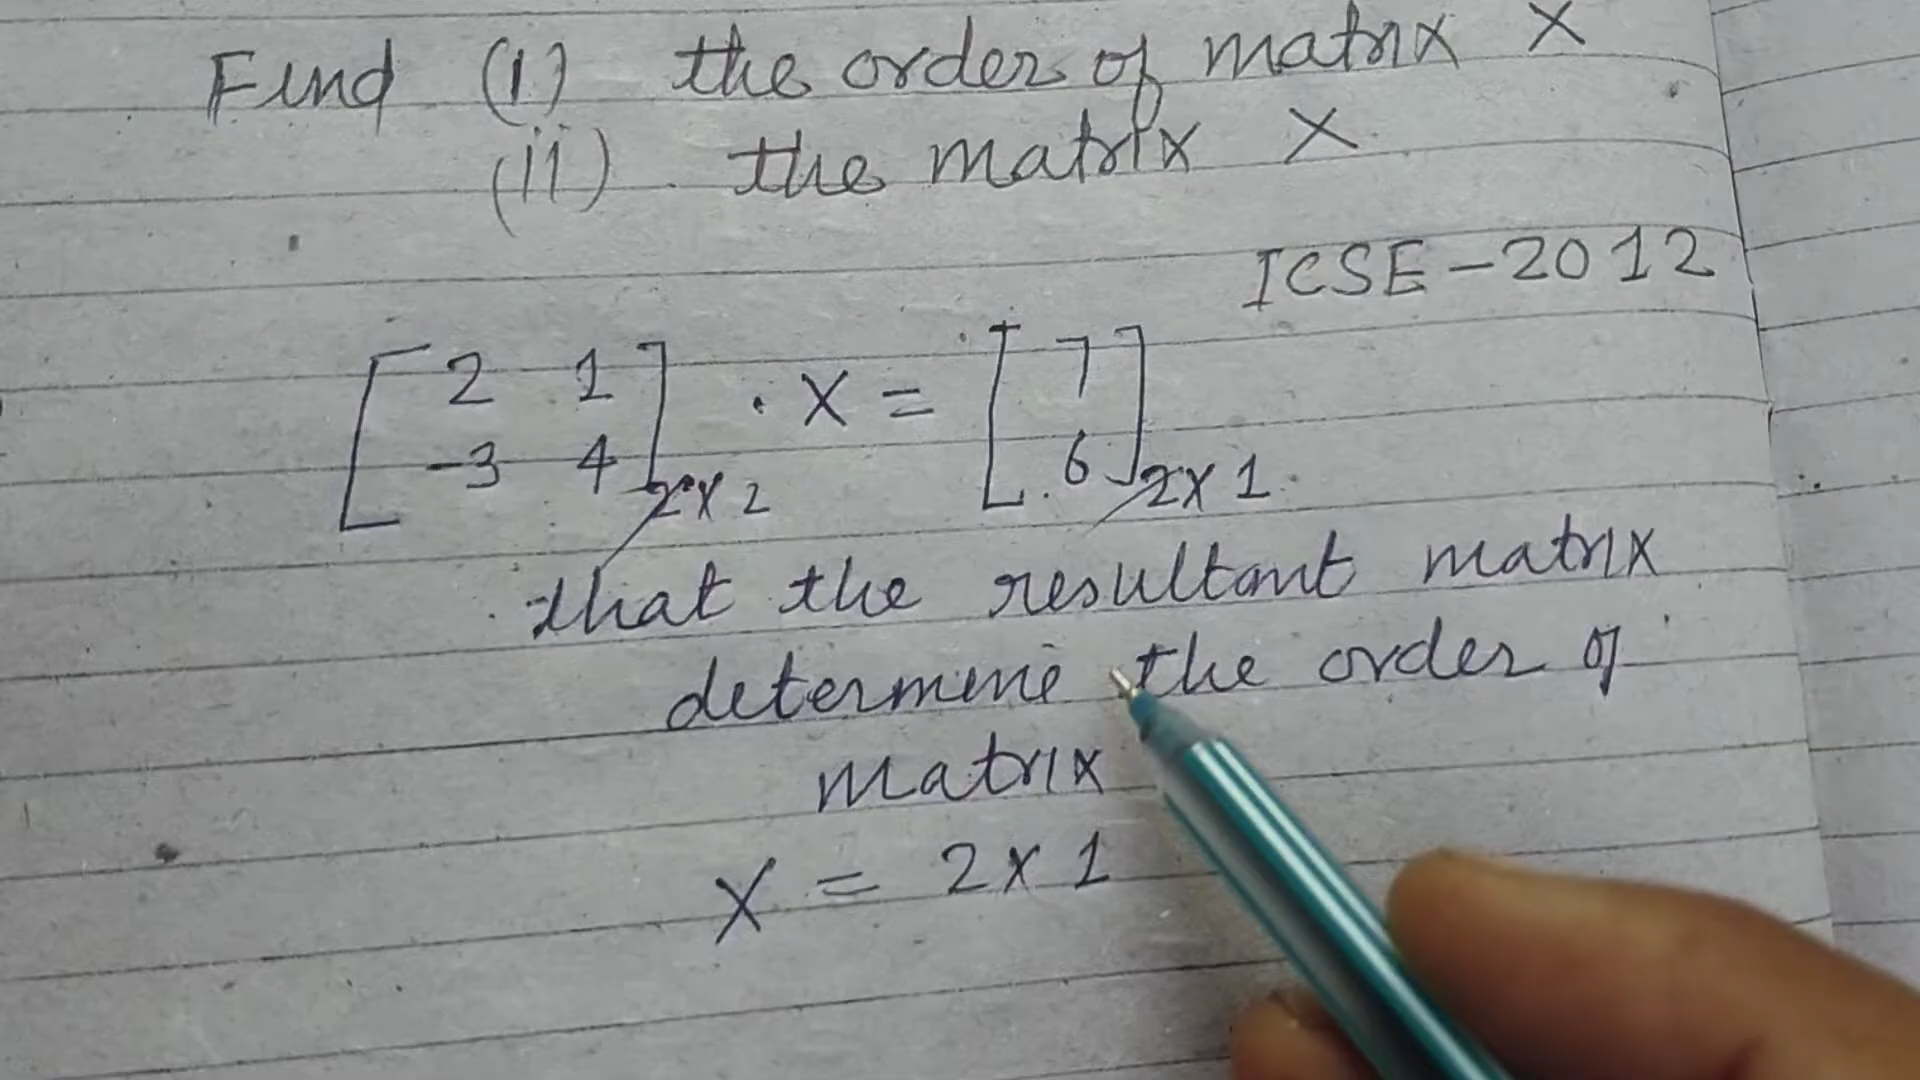 Find (i) the order of matrix X
(ii) the matrix X
ICSE-2012
[2 1
-3 4]2x2 . X = [7
6]2x1
that the resultant matrix
determine the order of
matrix
X = 2x1